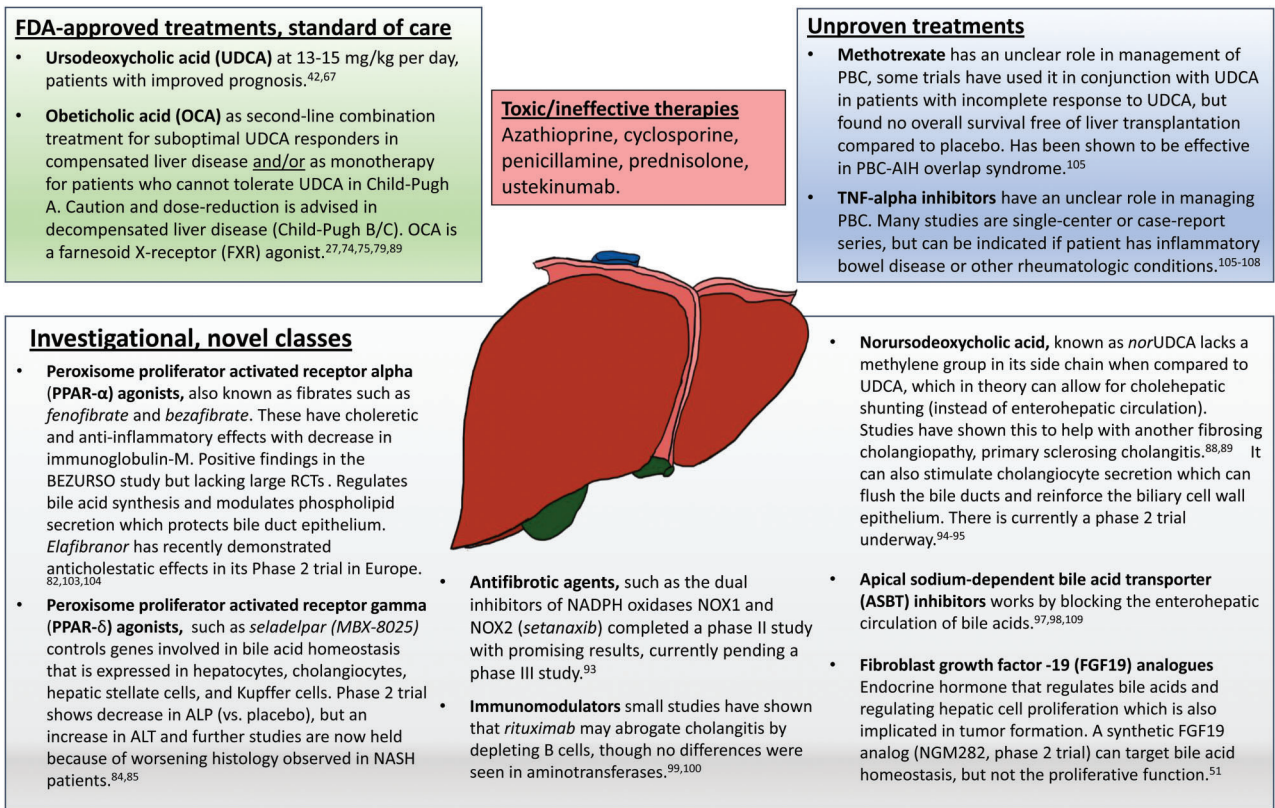 FDA-approved treatments, standard of care
• Ursodeoxycholic acid (UDCA) at 13-15 mg/kg per day,
patients with improved prognosis.42,67
• Obeticholic acid (OCA) as second-line combination
treatment for suboptimal UDCA responders in
compensated liver disease and/or as monotherapy
for patients who cannot tolerate UDCA in Child-Pugh
A. Caution and dose-reduction is advised in
decompensated liver disease (Child-Pugh B/C). OCA is
a farnesoid X-receptor (FXR) agonist.27,74,75,79,89
Toxic/ineffective therapies
Azathioprine, cyclosporine,
penicillamine, prednisolone,
ustekinumab.
Unproven treatments
• Methotrexate has an unclear role in management of
PBC, some trials have used it in conjunction with UDCA
in patients with incomplete response to UDCA, but
found no overall survival free of liver transplantation
compared to placebo. Has been shown to be effective
in PBC-AIH overlap syndrome.105
• TNF-alpha inhibitors have an unclear role in managing
PBC. Many studies are single-center or case-report
series, but can be indicated if patient has inflammatory
bowel disease or other rheumatologic conditions.105-108
Investigational, novel classes
• Peroxisome proliferator activated receptor alpha
(PPAR-α) agonists, also known as fibrates such as
fenofibrate and bezafibrate. These have choleretic
and anti-inflammatory effects with decrease in
immunoglobulin-M. Positive findings in the
BEZURSO study but lacking large RCTs . Regulates
bile acid synthesis and modulates phospholipid
secretion which protects bile duct epithelium.
Elafibranor has recently demonstrated
anticholestatic effects in its Phase 2 trial in Europe.
82,103,104
• Peroxisome proliferator activated receptor gamma
(PPAR-δ) agonists, such as seladelpar (MBX-8025)
controls genes involved in bile acid homeostasis
that is expressed in hepatocytes, cholangiocytes,
hepatic stellate cells, and Kupffer cells. Phase 2 trial
shows decrease in ALP (vs. placebo), but an
increase in ALT and further studies are now held
because of worsening histology observed in NASH
patients.84,85
• Antifibrotic agents, such as the dual
inhibitors of NADPH oxidases NOX1 and
NOX2 (setanaxib) completed a phase II study
with promising results, currently pending a
phase III study.93
• Immunomodulators small studies have shown
that rituximab may abrogate cholangitis by
depleting B cells, though no differences were
seen in aminotransferases.99,100
• Norursodeoxycholic acid, known as norUDCA lacks a
methylene group in its side chain when compared to
UDCA, which in theory can allow for cholehepatic
shunting (instead of enterohepatic circulation).
Studies have shown this to help with another fibrosing
cholangiopathy, primary sclerosing cholangitis.88,89 It
can also stimulate cholangiocyte secretion which can
flush the bile ducts and reinforce the biliary cell wall
epithelium. There is currently a phase 2 trial
underway.94-95
• Apical sodium-dependent bile acid transporter
(ASBT) inhibitors works by blocking the enterohepatic
circulation of bile acids.97,98,109
• Fibroblast growth factor -19 (FGF19) analogues
Endocrine hormone that regulates bile acids and
regulating hepatic cell proliferation which is also
implicated in tumor formation. A synthetic FGF19
analog (NGM282, phase 2 trial) can target bile acid
homeostasis, but not the proliferative function.51